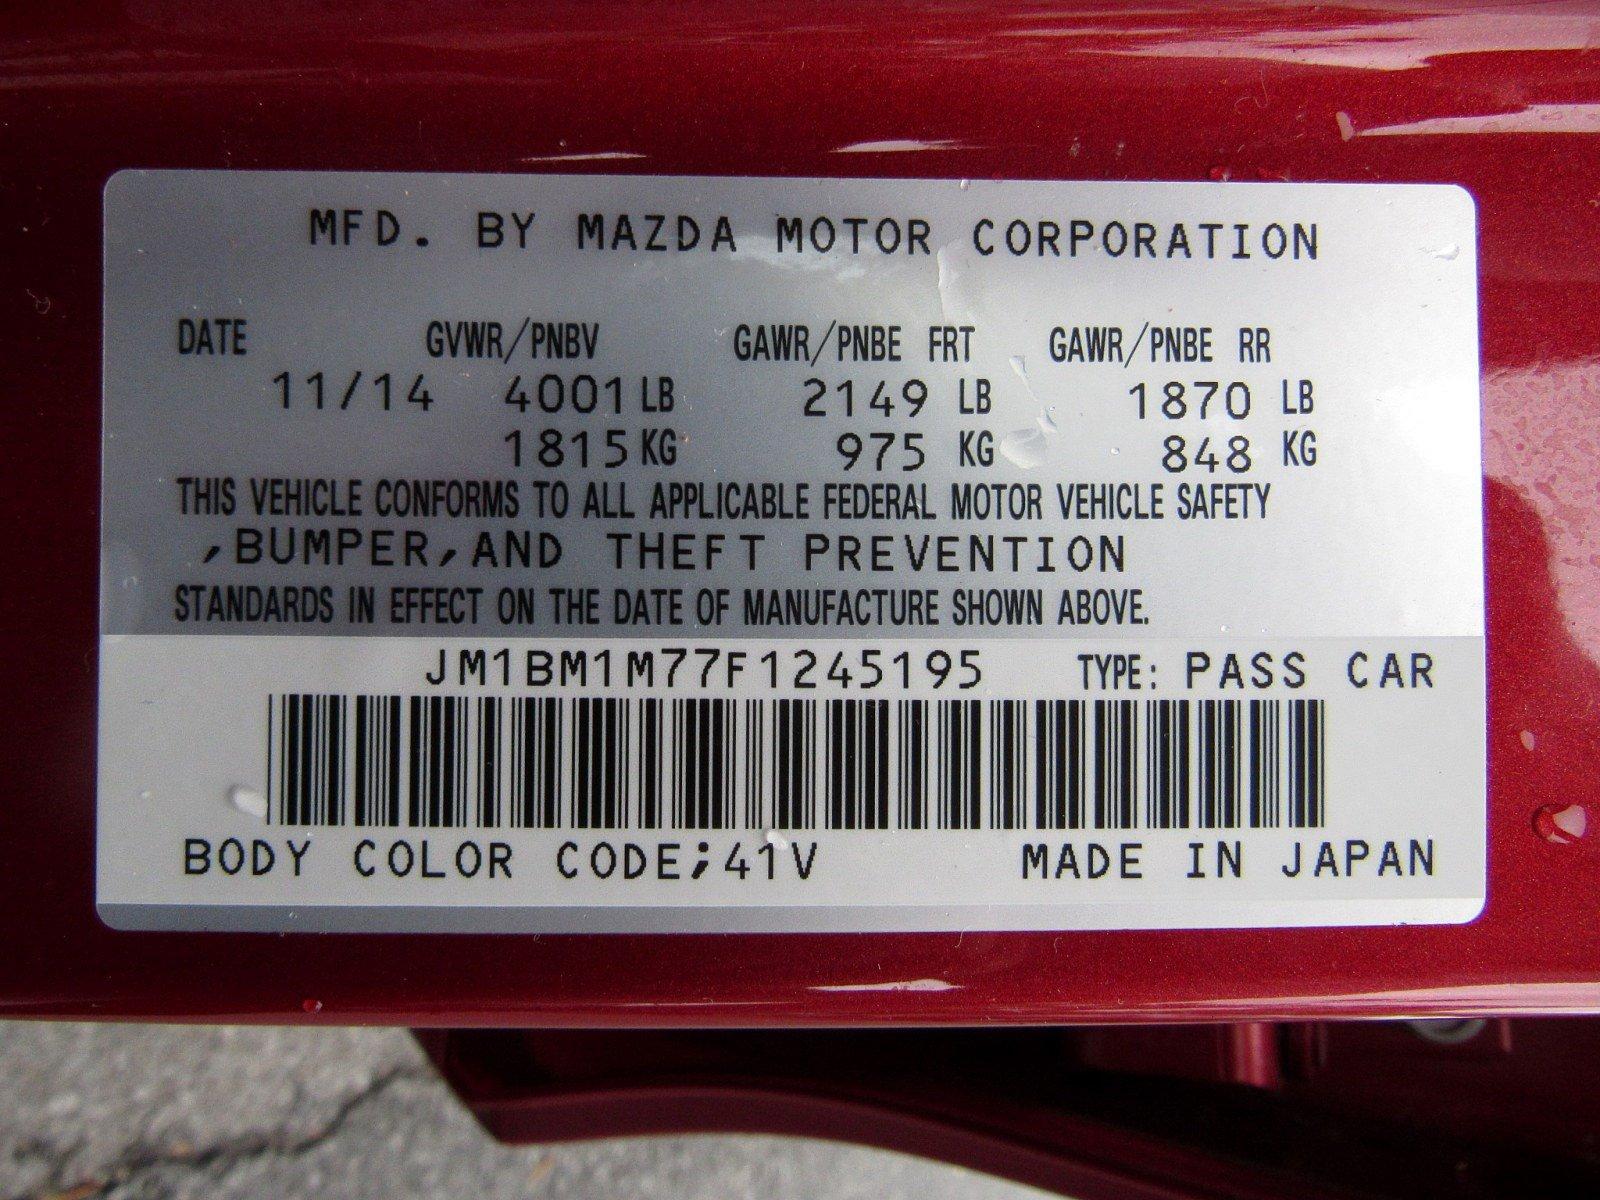 MFD. BY MAZDA MOTOR CORPORATION
DATE GVWR/PNBV GAWR/PNBE FRT GAWR/PNBE RR
11/14 4001 LB 2149 LB 1870 LB
1815 KG 975 KG 848 KG
THIS VEHICLE CONFORMS TO ALL APPLICABLE FEDERAL MOTOR VEHICLE SAFETY
,BUMPER,AND THEFT PREVENTION
STANDARDS IN EFFECT ON THE DATE OF MANUFACTURE SHOWN ABOVE.
JM1BM1M77F1245195 TYPE: PASS CAR
BODY COLOR CODE;41V MADE IN JAPAN